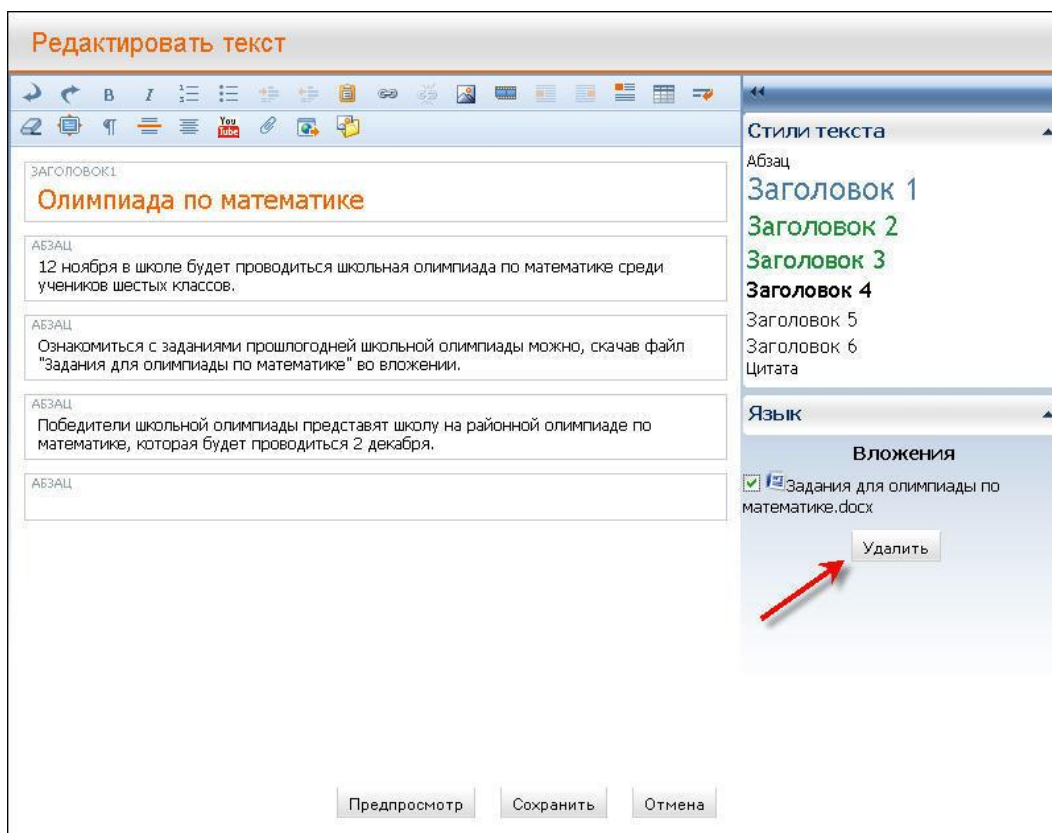 Редактировать текст
B I
You
Tube
ЗАГОЛОВОК1
Олимпиада по математике
АБЗАЦ
12 ноября в школе будет проводиться школьная олимпиада по математике среди
учеников шестых классов.
АБЗАЦ
Ознакомиться с заданиями прошлогодней школьной олимпиады можно, скачав файл
"Задания для олимпиады по математике" во вложении.
АБЗАЦ
Победители школьной олимпиады представят школу на районной олимпиаде по
математике, которая будет проводиться 2 декабря.
АБЗАЦ
Стили текста
Абзац
Заголовок 1
Заголовок 2
Заголовок 3
Заголовок 4
Заголовок 5
Заголовок 6
Цитата
Язык
Вложения
Задания для олимпиады по
математике.docx
Удалить
Предпросмотр Сохранить Отмена